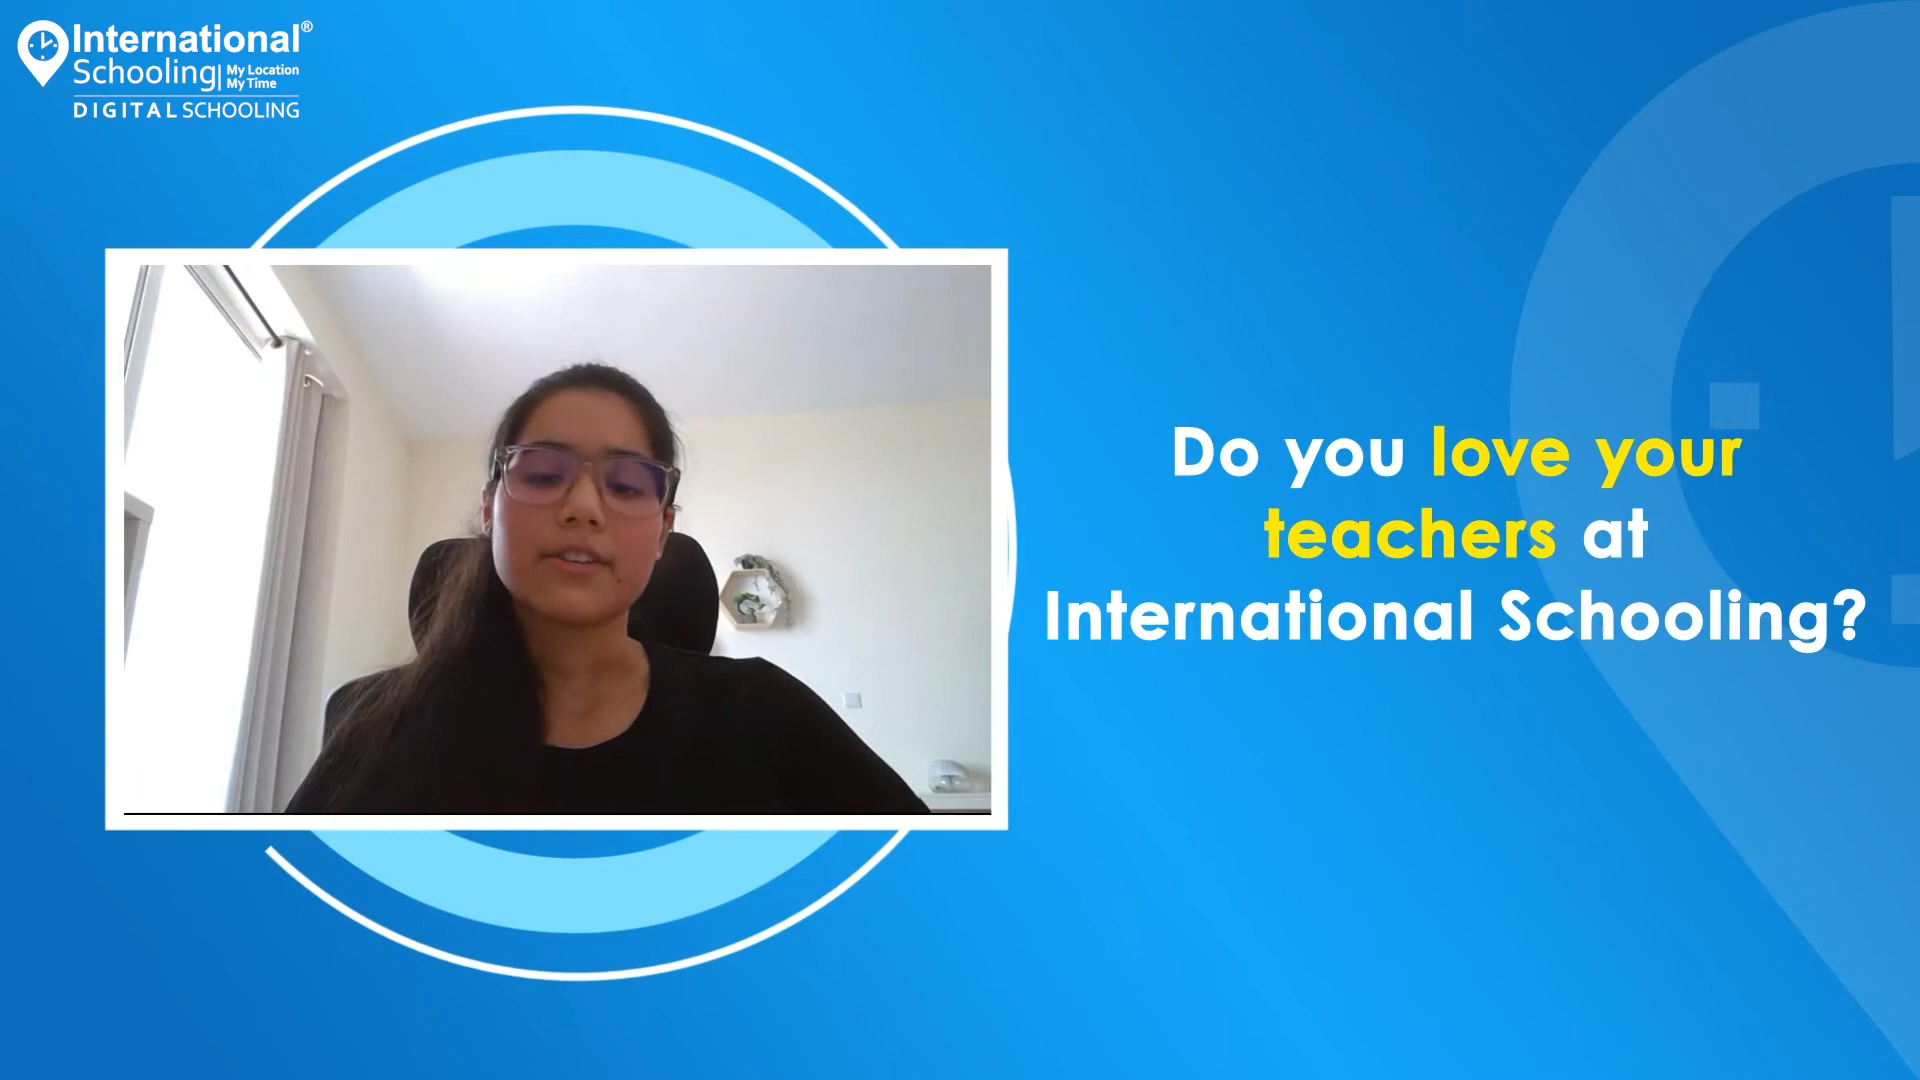 International®
Schooling| My Location
My Time
DIGITAL SCHOOLING
Do you love your
teachers at
International Schooling?